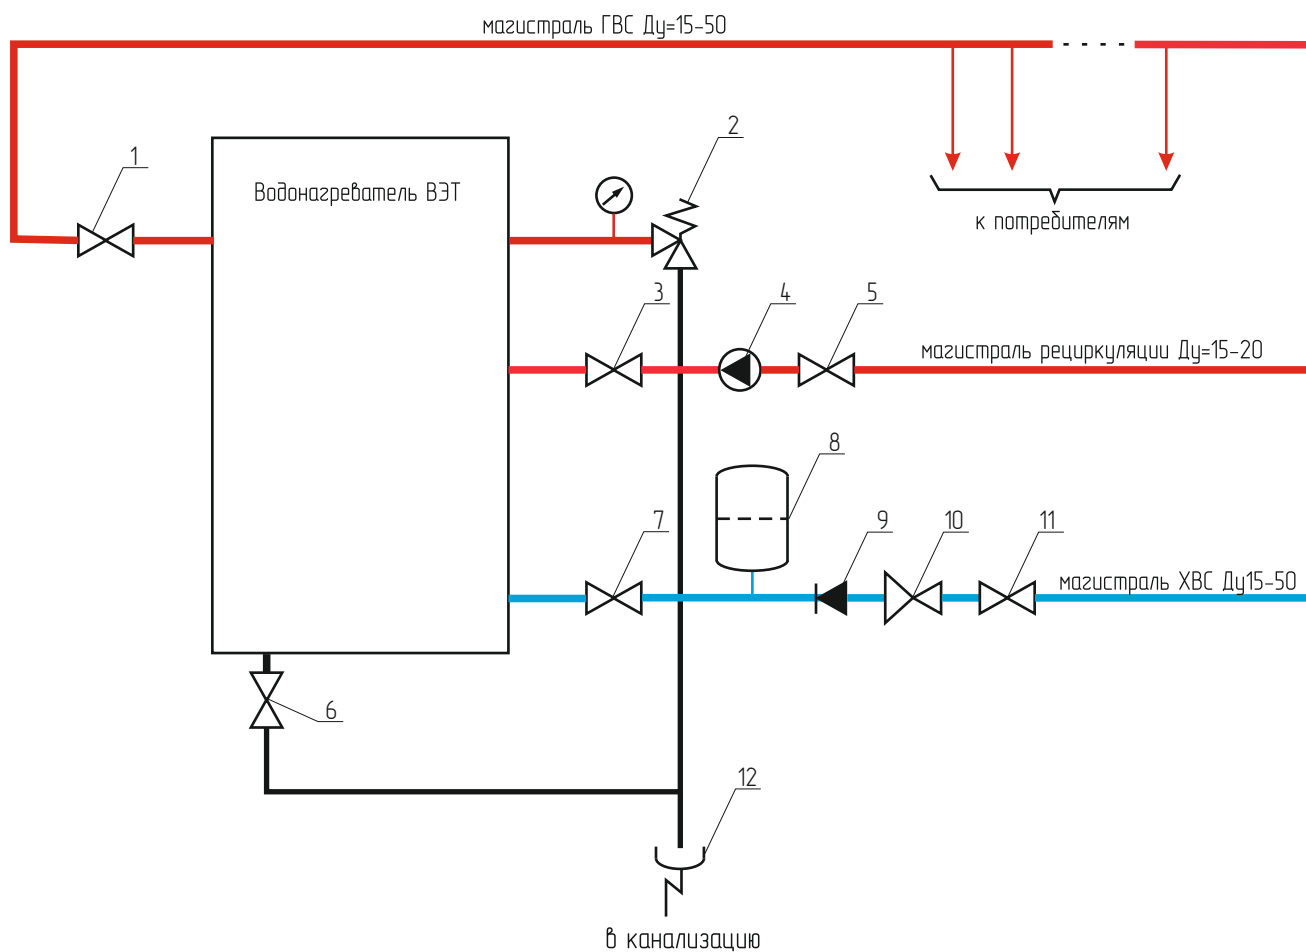 магистраль ГВС Ду=15-50
2
1
Водонагреватель ВЭТ
к потребителям
3
4
5
магистраль рециркуляции Ду=15-20
8
7
9
10
11
магистраль ХВС Ду15-50
6
12
в канализацию